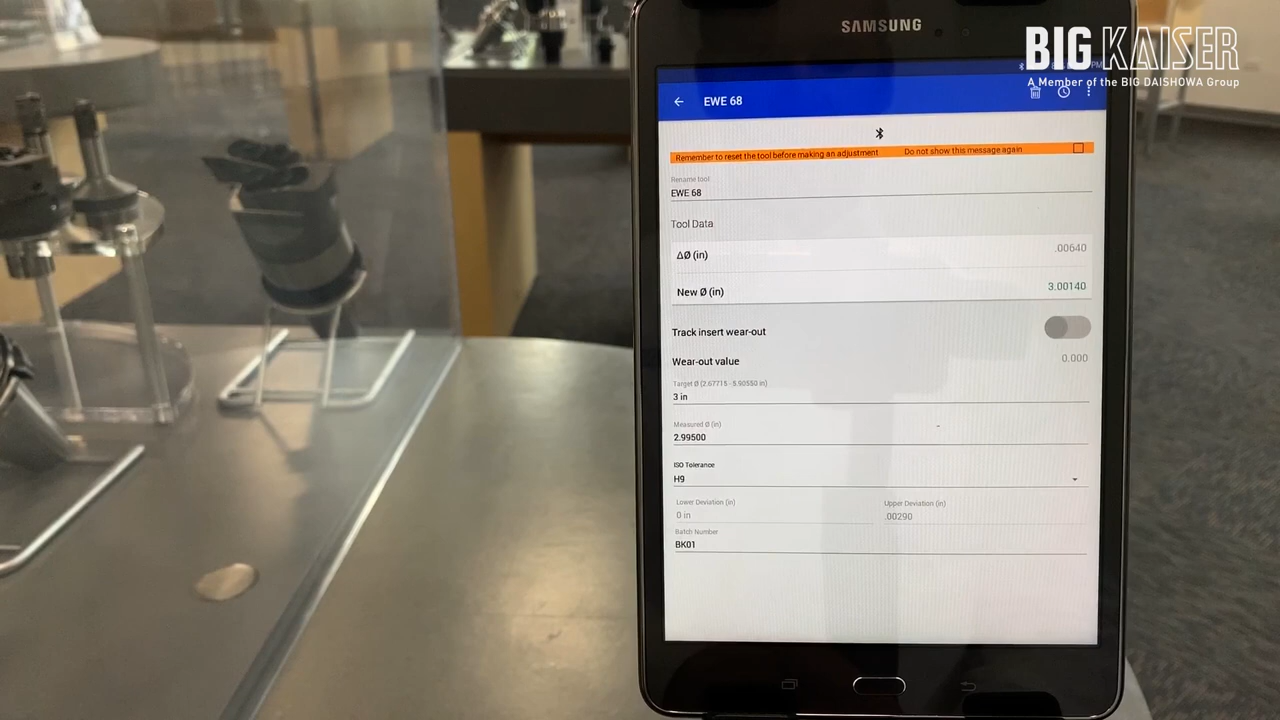 SAMSUNG
BIG KAISER
A Member of the BIG DAISHOWA Group
PM
EWE 68
Remember to reset the tool before making an adjustment Do not show this message again
Rename tool
EWE 68
Tool Data
ΔØ (in) .00640
New Ø (in) 3.00140
Track insert wear-out
Wear-out value 0.000
Target Ø (2.67715 - 5.90550 in)
3 in
Measured Ø (in) -
2.99500
ISO Tolerance
H9
Lower Deviation (in) Upper Deviation (in)
0 in .00290
Batch Number
BK01